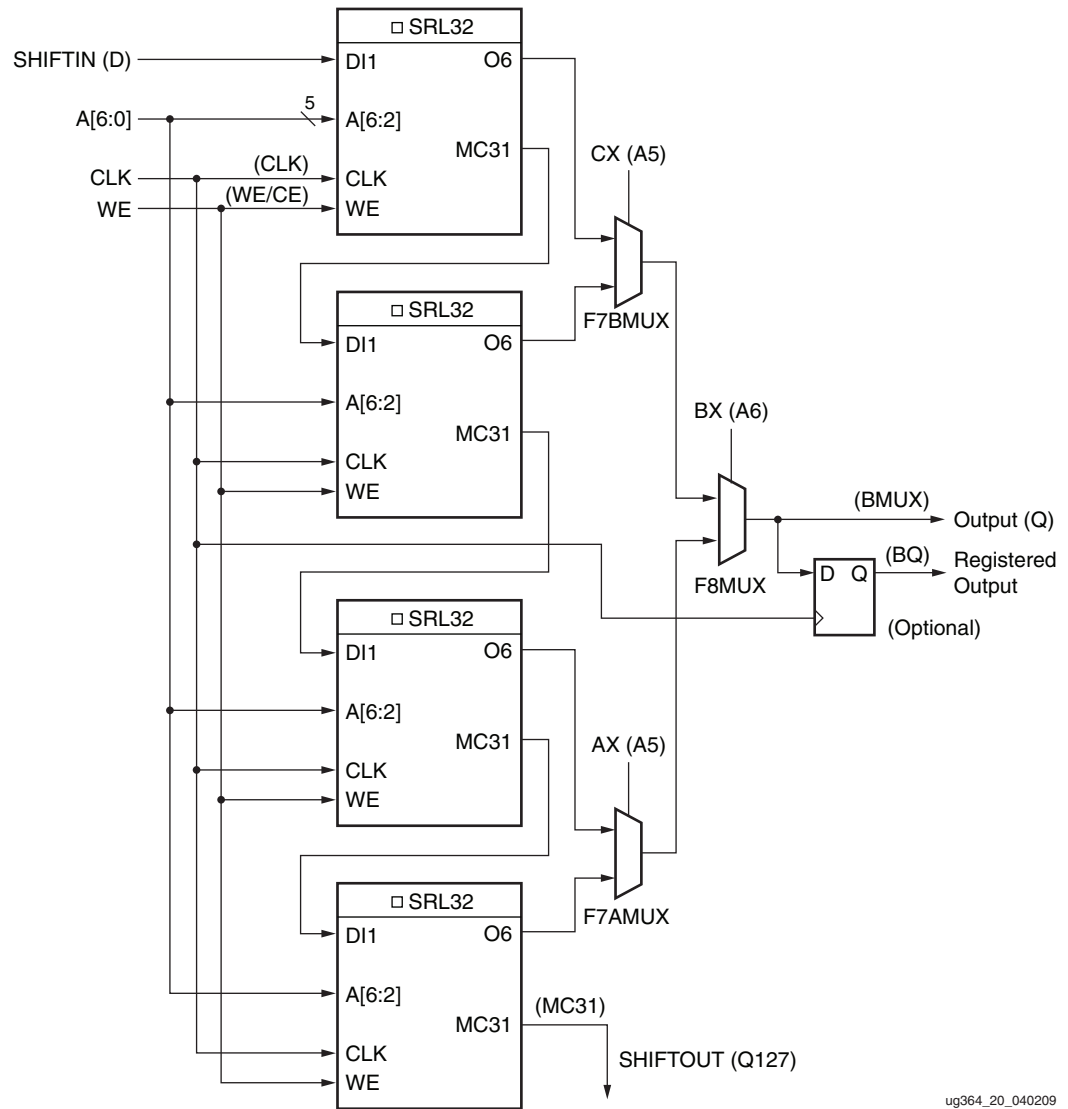 □ SRL32
SHIFTIN (D)
DI1
O6
A[6:0]
5
A[6:2]
MC31
CX (A5)
CLK
(CLK)
CLK
WE
(WE/CE)
WE
F7BMUX
□ SRL32
DI1
O6
A[6:2]
MC31
BX (A6)
CLK
WE
(BMUX)
Output (Q)
D Q
(BQ)
Registered
Output
F8MUX
(Optional)
□ SRL32
DI1
O6
A[6:2]
MC31
AX (A5)
CLK
WE
F7AMUX
□ SRL32
DI1
O6
A[6:2]
(MC31)
MC31
CLK
SHIFTOUT (Q127)
WE
ug364_20_040209